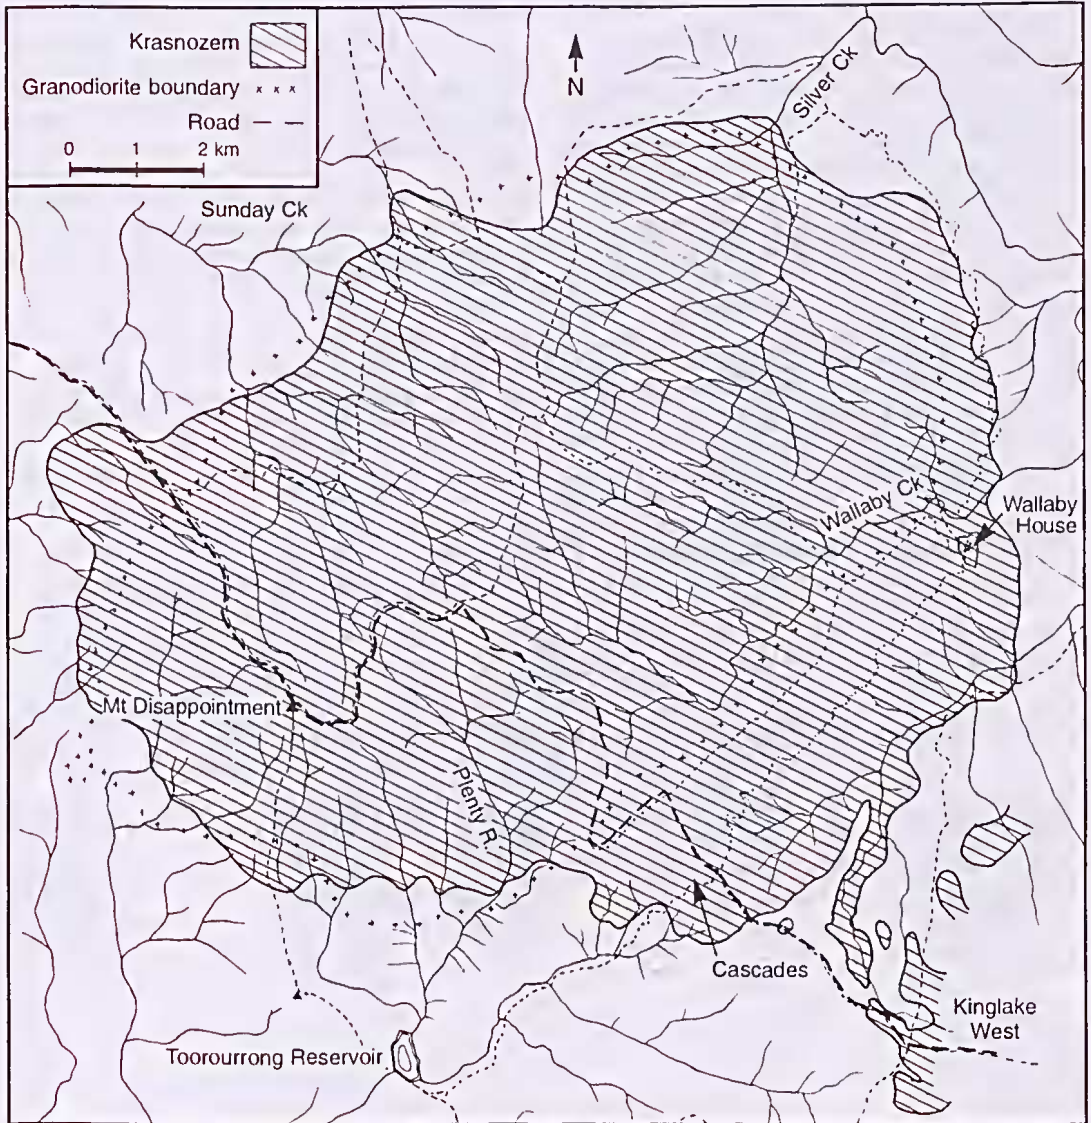 Krasnozem
Granodiorite boundary
Road
0 1 2 km
N
Silver Ck
Sunday Ck
Wallaby Ck
Wallaby
House
Mt Disappointment
Plenty R.
Cascades
Kinglake
West
Toorourrong Reservoir